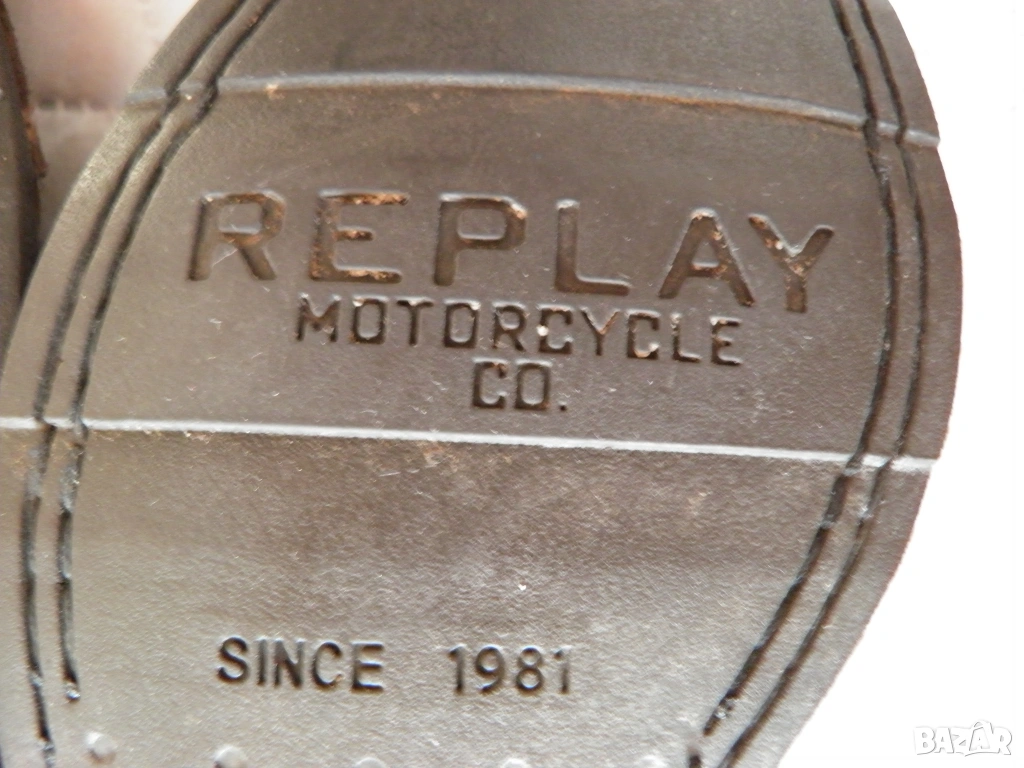 REPLAY
MOTORCYCLE
CO.
SINCE 1981
BAZAR